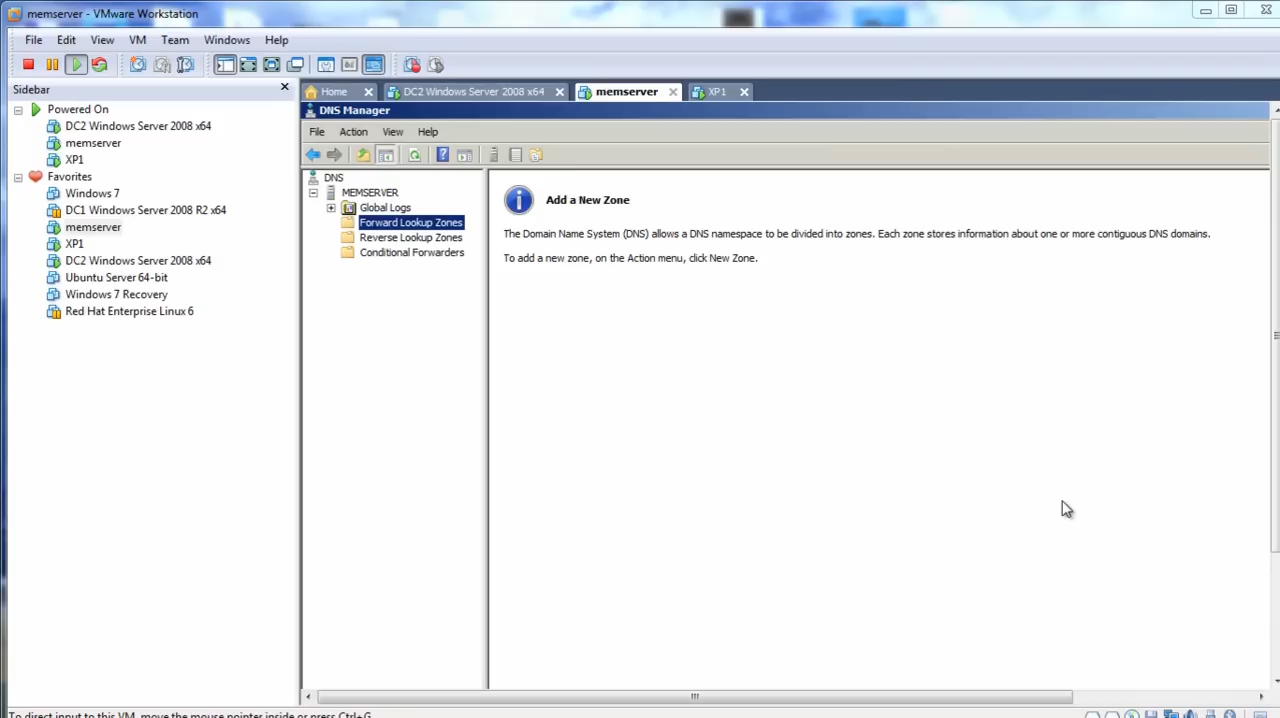 memserver - VMware Workstation
File Edit View VM Team Windows Help
Sidebar
Home DC2 Windows Server 2008 x64 memserver XP1
Powered On
DC2 Windows Server 2008 x64
memserver
XP1
Favorites
Windows 7
DC1 Windows Server 2008 R2 x64
memserver
XP1
DC2 Windows Server 2008 x64
Ubuntu Server 64-bit
Windows 7 Recovery
Red Hat Enterprise Linux 6
DNS Manager
File Action View Help
DNS
MEMSERVER
Global Logs
Forward Lookup Zones
Reverse Lookup Zones
Conditional Forwarders
Add a New Zone
The Domain Name System (DNS) allows a DNS namespace to be divided into zones. Each zone stores information about one or more contiguous DNS domains.
To add a new zone, on the Action menu, click New Zone.
To direct input to this VM, move the mouse pointer inside or press Ctrl+G.